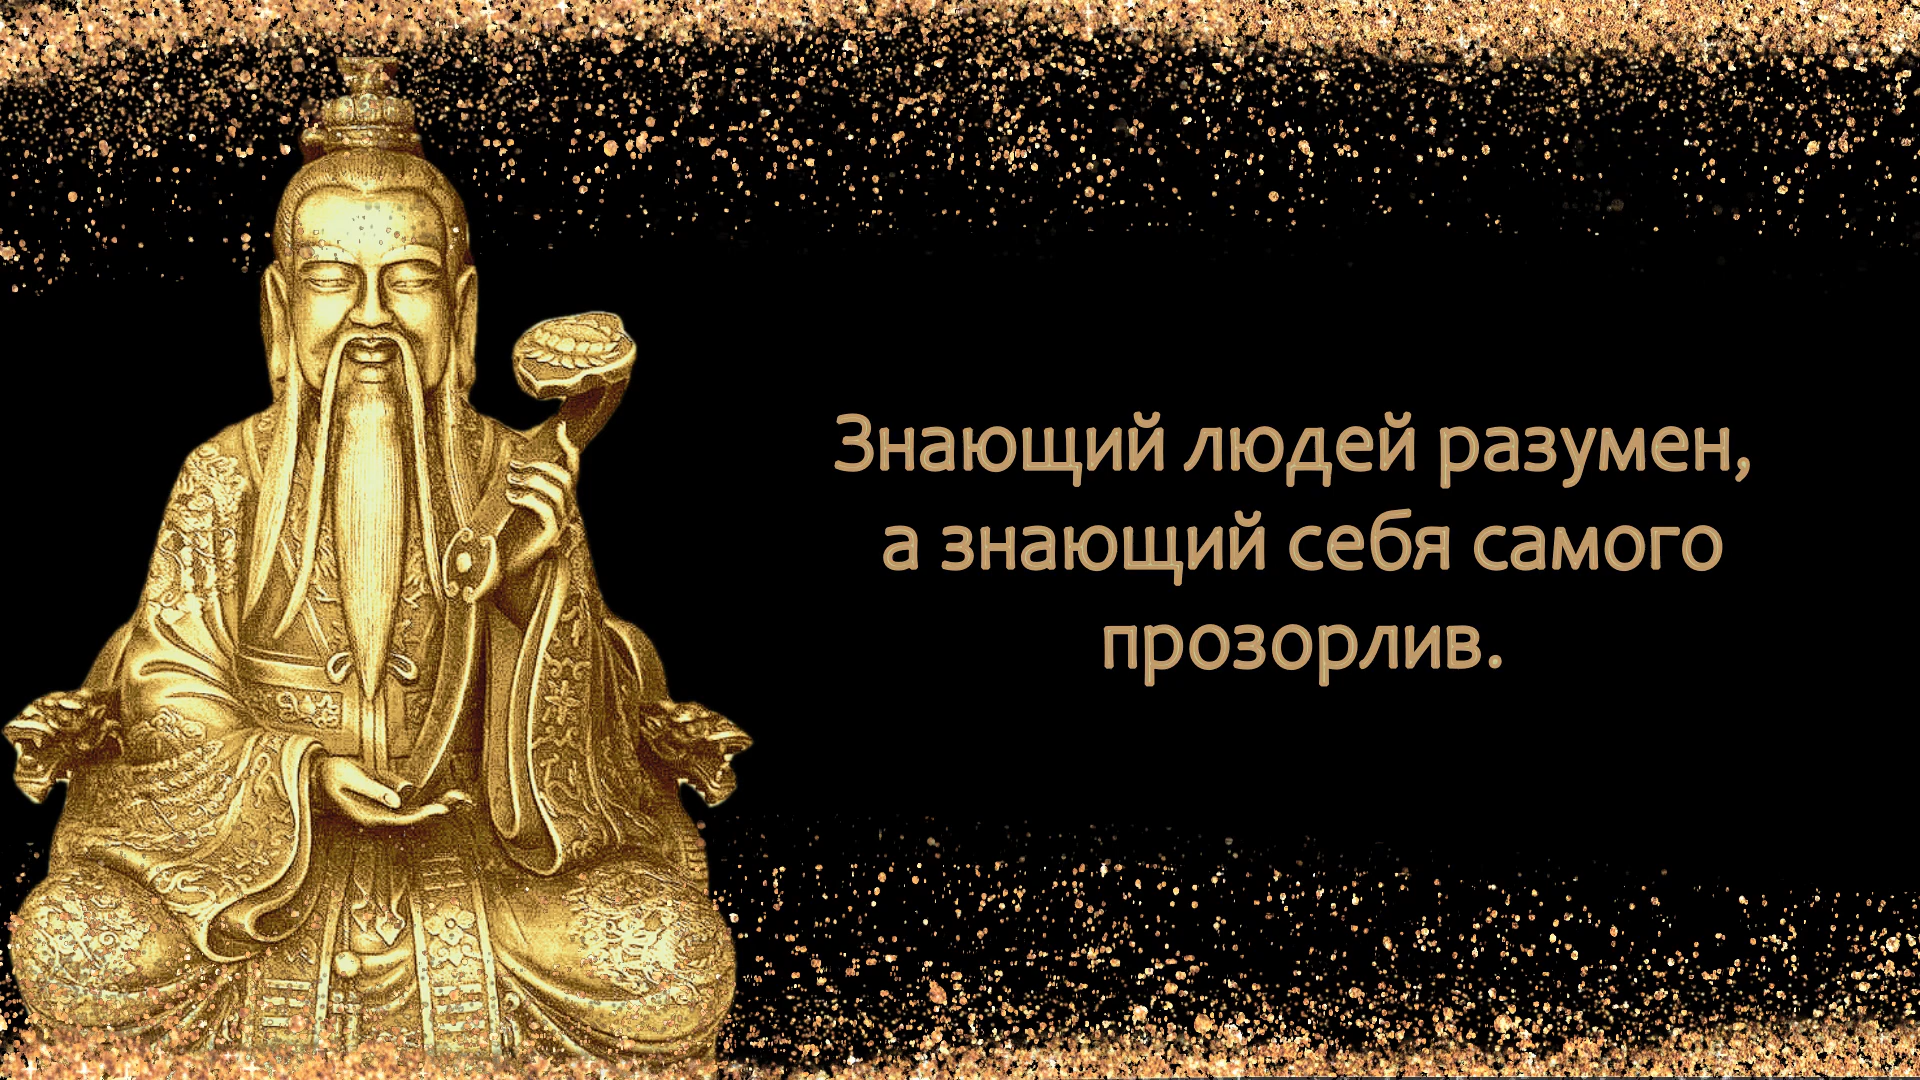 Знающий людей разумен,
а знающий себя самого
прозорлив.